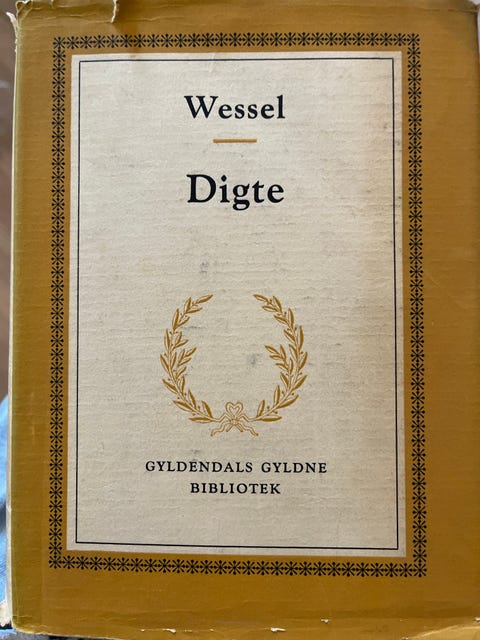 Wessel
Digte
GYLDENDALS GYLDNE
BIBLIOTEK